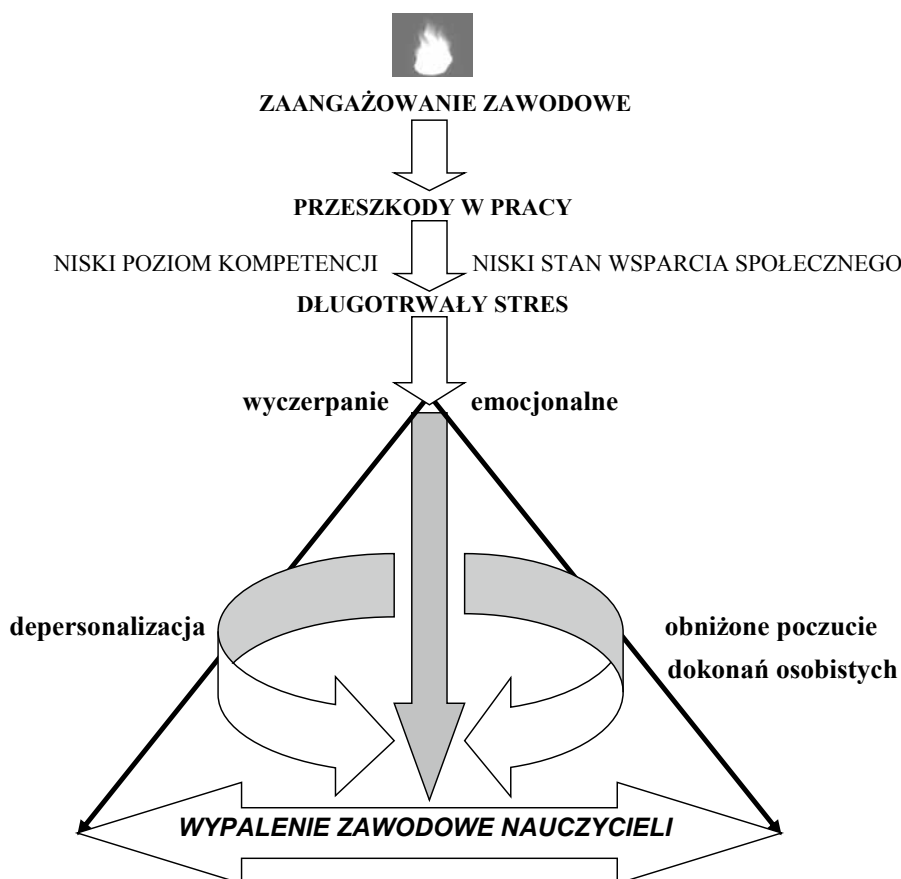 ZAANGAŻOWANIE ZAWODOWE
PRZESZKODY W PRACY
NISKI POZIOM KOMPETENCJI NISKI STAN WSPARCIA SPOŁECZNEGO
DŁUGOTRWAŁY STRES
wyczerpanie emocjonalne
depersonalizacja obniżone poczucie
dokonań osobistych
WYPALENIE ZAWODOWE NAUCZYCIELI